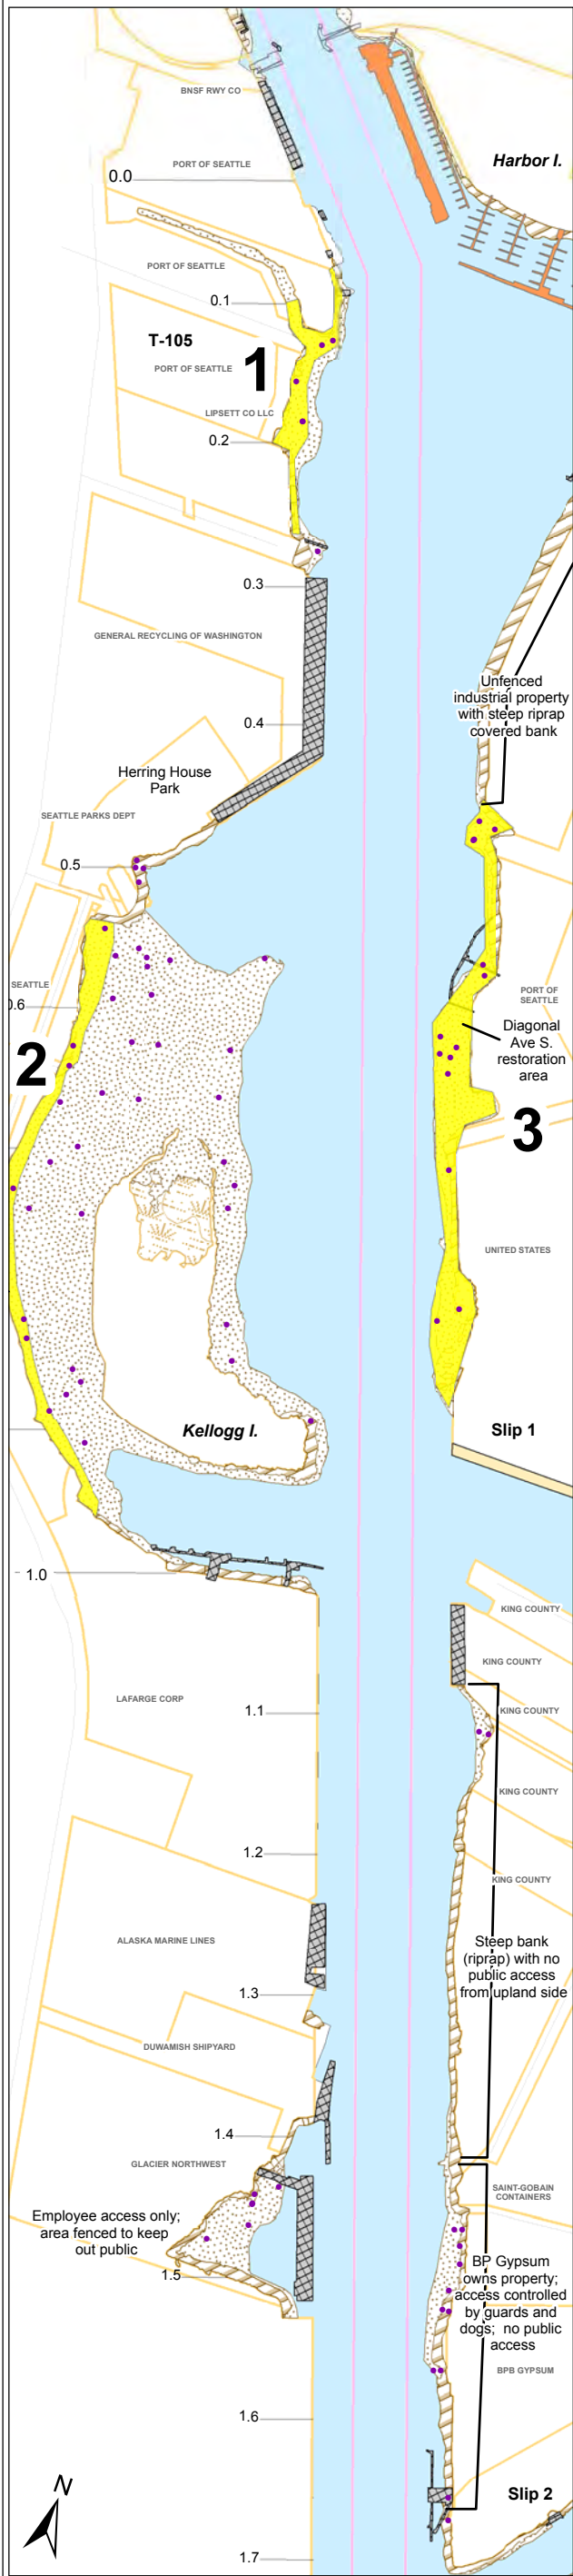 BNSF RWY CO
Harbor I.
PORT OF SEATTLE
0.0
PORT OF SEATTLE
0.1
T-105
1
PORT OF SEATTLE
LIPSETT CO LLC
0.2
0.3
GENERAL RECYCLING OF WASHINGTON
Unfenced
industrial property
with steep riprap
covered bank
0.4
Herring House
Park
SEATTLE PARKS DEPT
0.5
SEATTLE
0.6
PORT OF
SEATTLE
Diagonal
Ave S.
restoration
area
2
3
UNITED STATES
Kellogg I.
Slip 1
1.0
KING COUNTY
KING COUNTY
LAFARGE CORP
1.1
KING COUNTY
KING COUNTY
1.2
KING COUNTY
ALASKA MARINE LINES
Steep bank
(riprap) with no
public access
from upland side
1.3
DUWAMISH SHIPYARD
1.4
GLACIER NORTHWEST
SAINT-GOBAIN
CONTAINERS
Employee access only;
area fenced to keep
out public
1.5
BP Gypsum
owns property;
access controlled
by guards and
dogs; no public
access
BPB GYPSUM
1.6
N
Slip 2
1.7